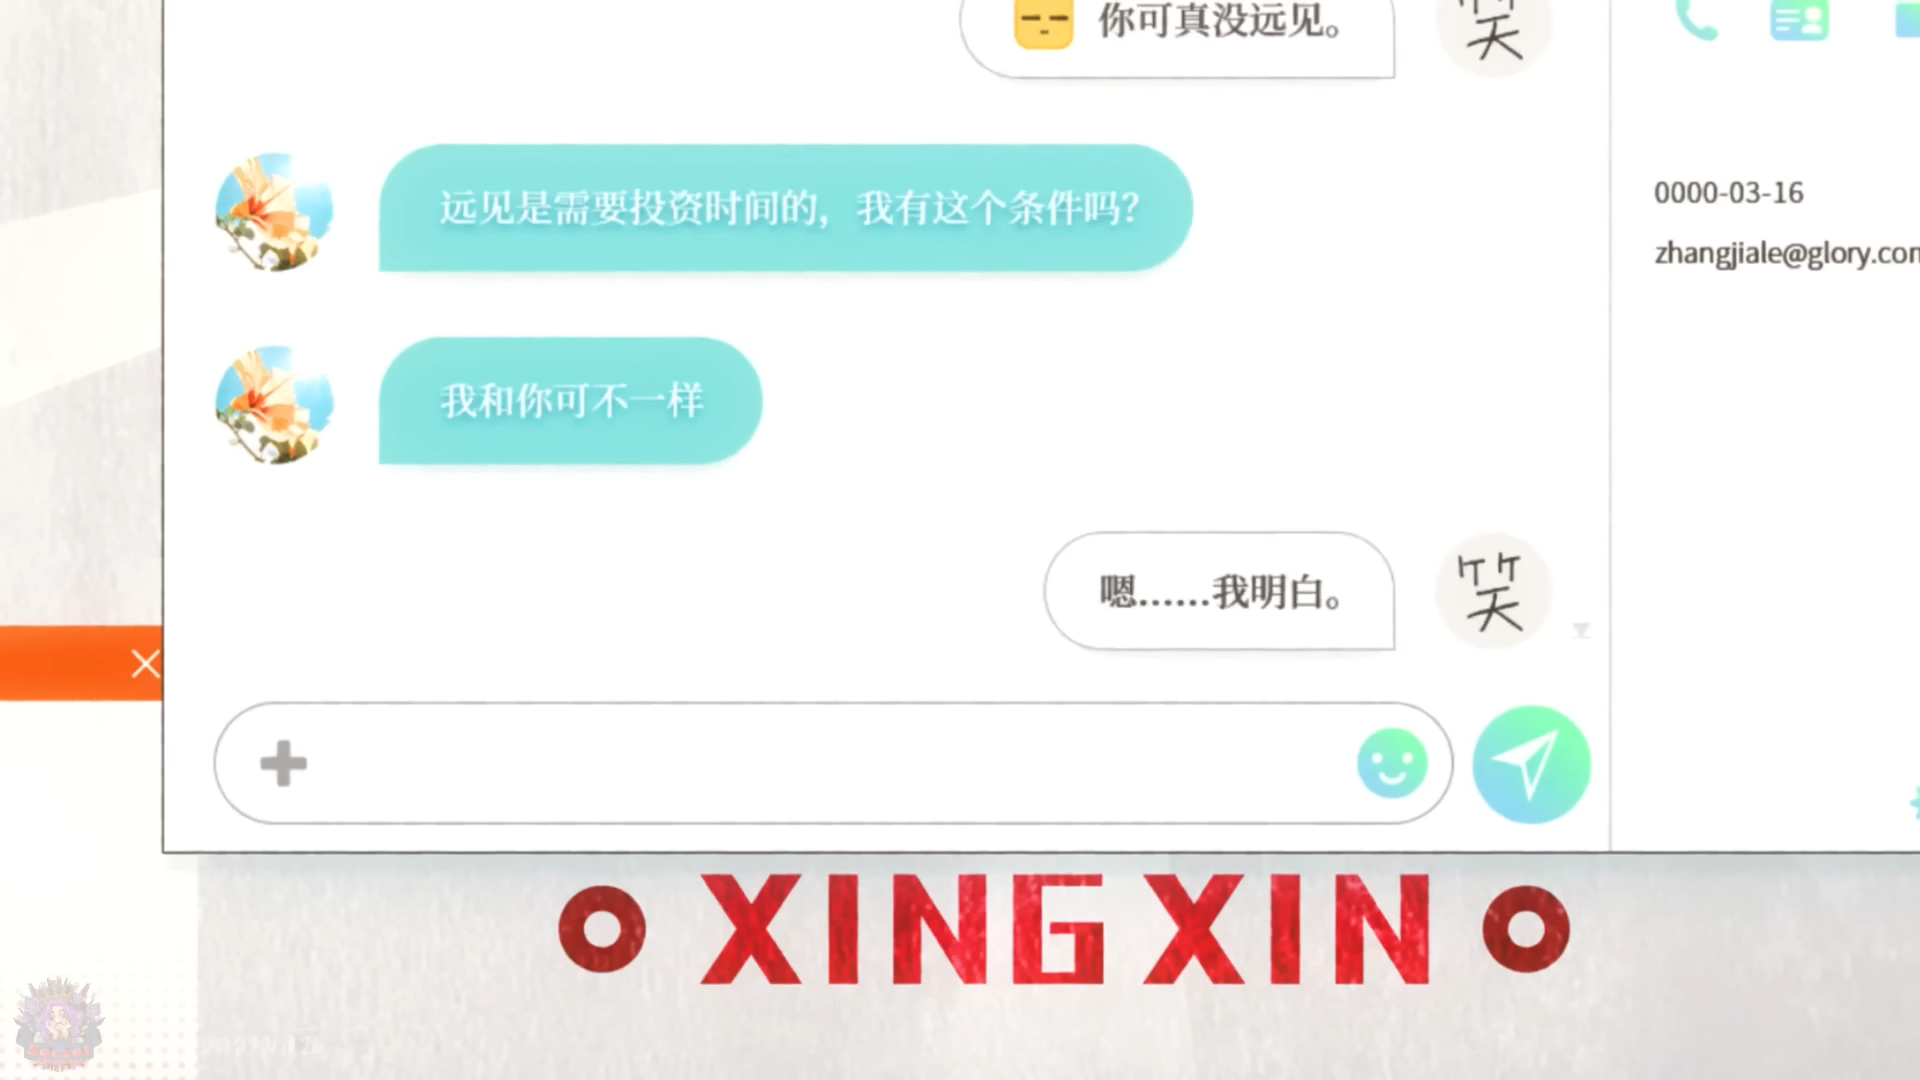 你可真没远见。
笑
远见是需要投资时间的，我有这个条件吗？
我和你可不一样
嗯……我明白。
笑
0000-03-16
zhangjiale@glory.com
XINGXIN